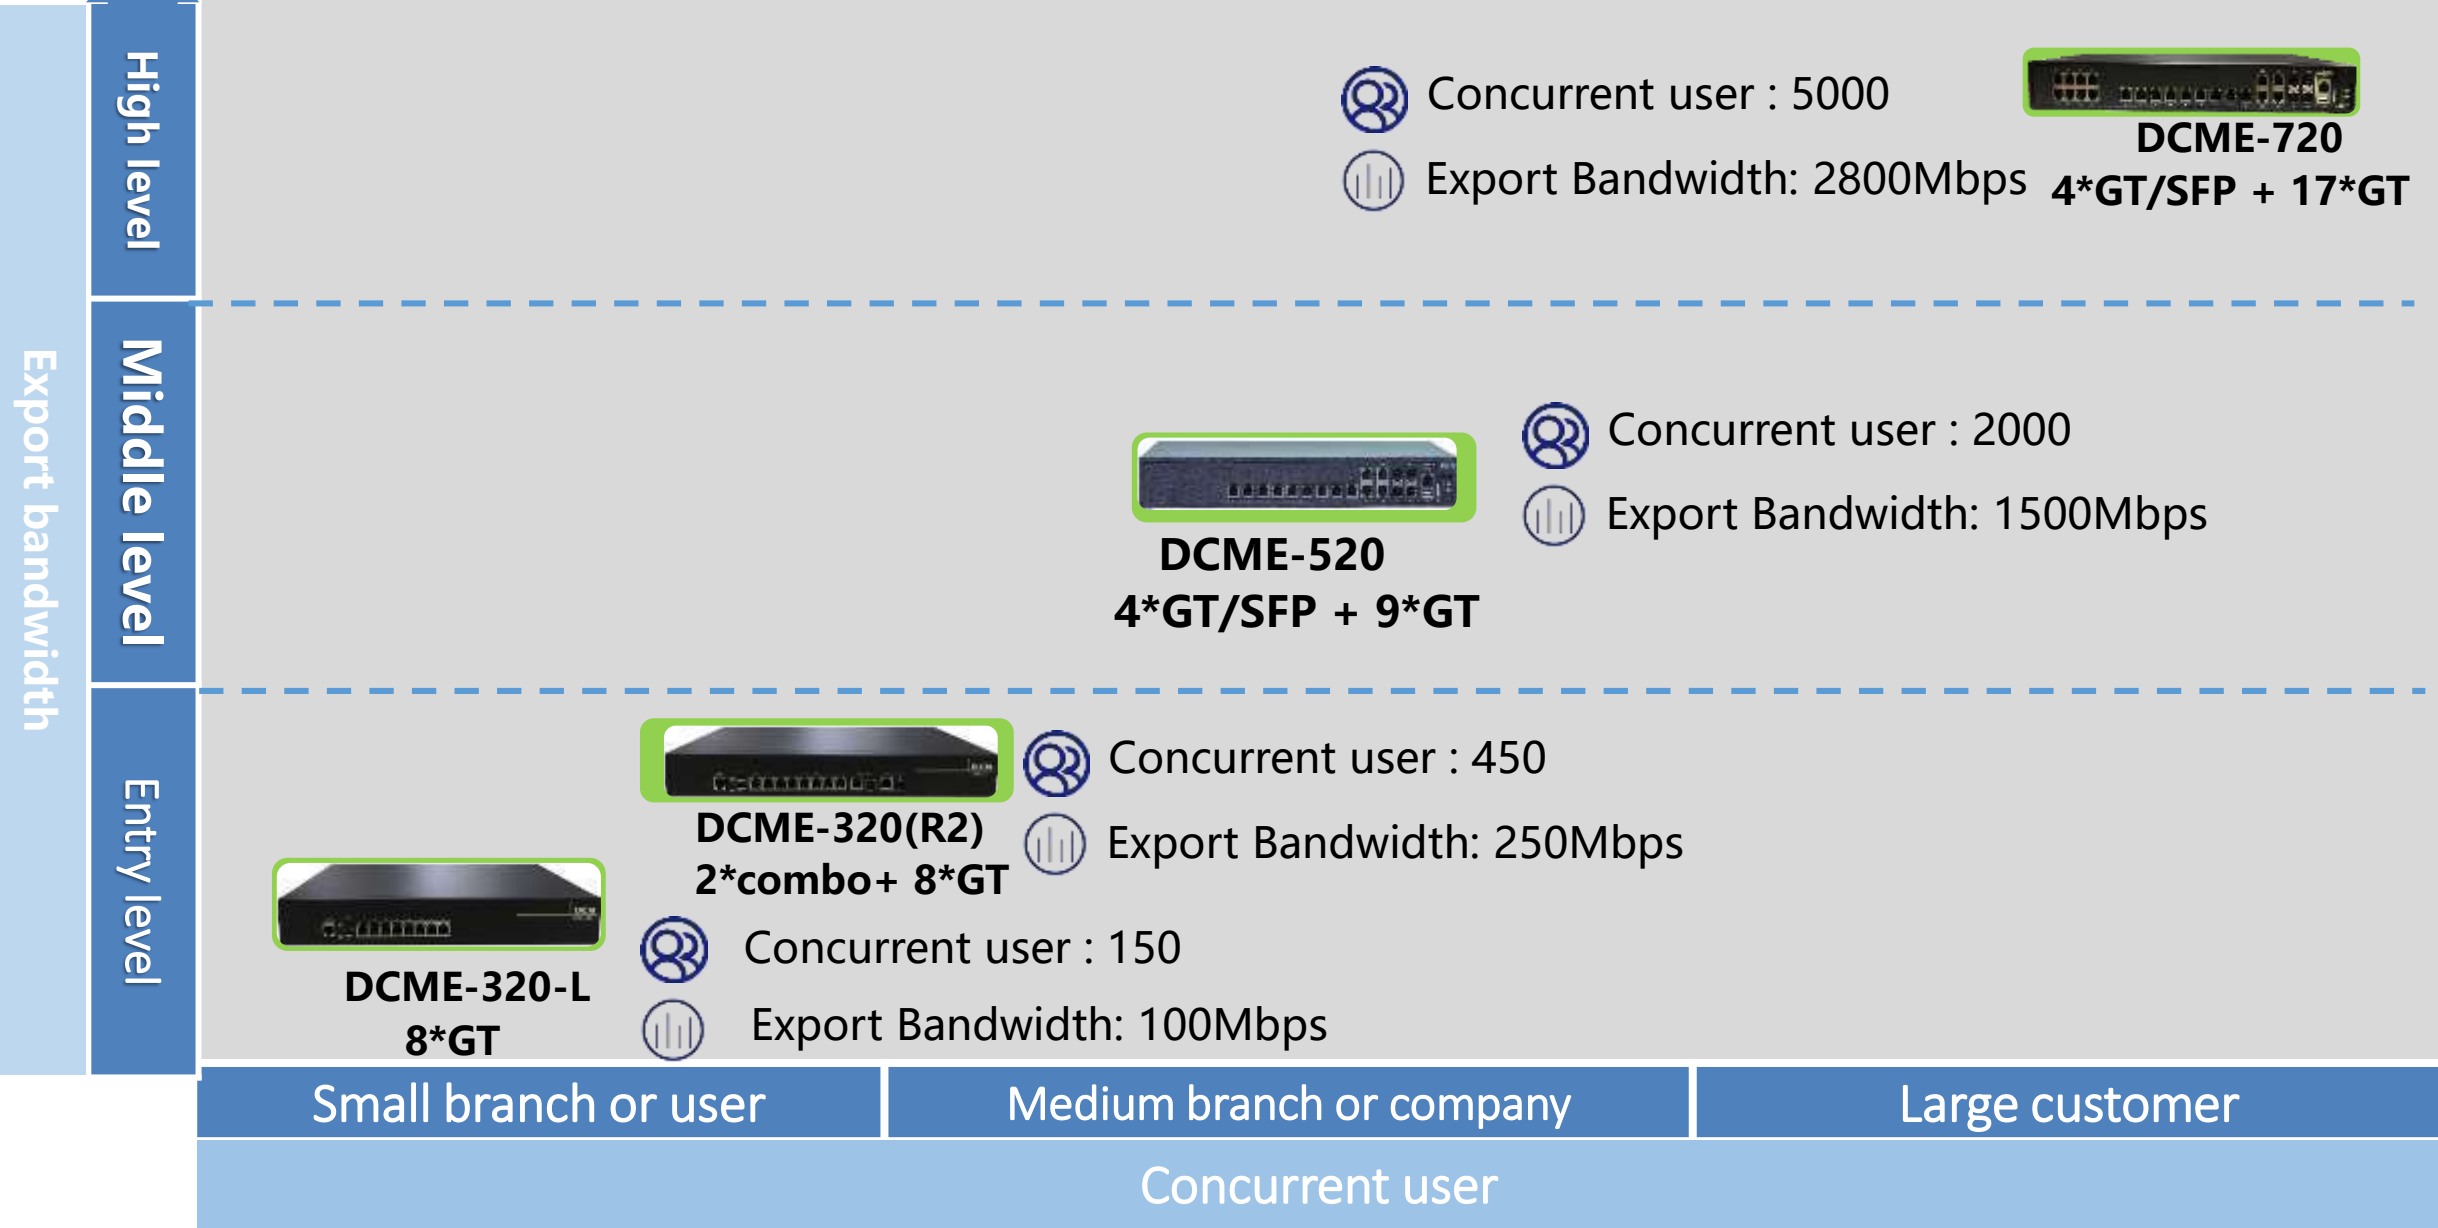 Export bandwidth
High level
Concurrent user : 5000
Export Bandwidth: 2800Mbps
DCME-720
4*GT/SFP + 17*GT
Middle level
DCME-520
4*GT/SFP + 9*GT
Concurrent user : 2000
Export Bandwidth: 1500Mbps
Entry level
DCME-320(R2)
2*combo+ 8*GT
Concurrent user : 450
Export Bandwidth: 250Mbps
DCME-320-L
8*GT
Concurrent user : 150
Export Bandwidth: 100Mbps
Small branch or user
Medium branch or company
Large customer
Concurrent user